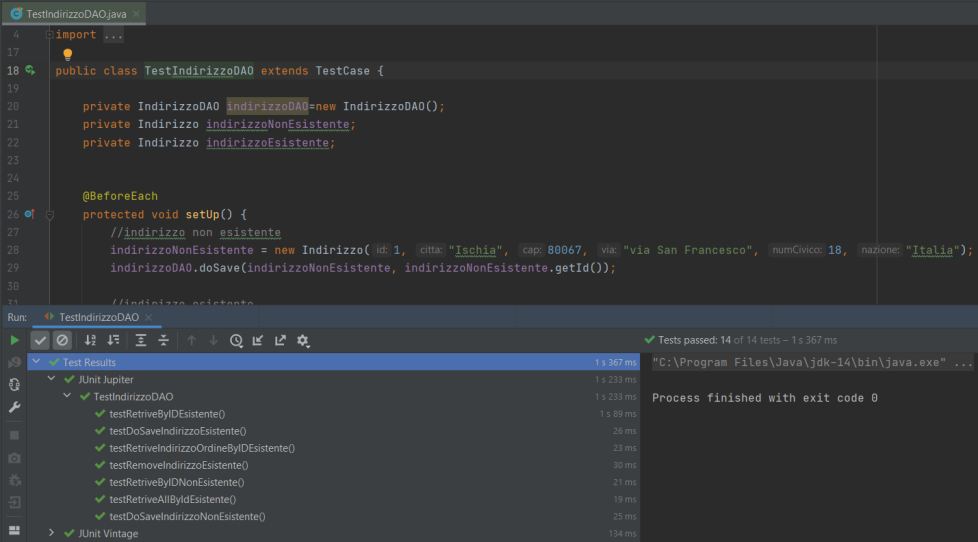 TestIndirizzoDAO.java
4 import ...
17
18 public class TestIndirizzoDAO extends TestCase {
19
20 private IndirizzoDAO indirizzoDAO=new IndirizzoDAO();
21 private Indirizzo indirizzoNonEsistente;
22 private Indirizzo indirizzoEsistente;
23
24
25 @BeforeEach
26 protected void setUp() {
27 //indirizzo non esistente
28 indirizzoNonEsistente = new Indirizzo( id: 1, citta: "Ischia", cap: 80067, via: "via San Francesco", numCivico: 18, nazione: "Italia");
29 indirizzoDAO.doSave(indirizzoNonEsistente, indirizzoNonEsistente.getId());
30
31 //indirizzo esistente
Run: TestIndirizzoDAO
Tests passed: 14 of 14 tests – 1 s 367 ms
Test Results 1 s 367 ms
JUnit Jupiter 1 s 233 ms
TestIndirizzoDAO 1 s 233 ms
testRetriveByIDEsistente() 1 s 89 ms
testDoSaveIndirizzoEsistente() 26 ms
testRetriveIndirizzoOrdineByIDEsistente() 23 ms
testRemoveIndirizzoEsistente() 30 ms
testRetriveByIDNonEsistente() 21 ms
testRetriveAllByIdEsistente() 19 ms
testDoSaveIndirizzoNonEsistente() 25 ms
JUnit Vintage 134 ms
"C:\Program Files\Java\jdk-14\bin\java.exe" ...
Process finished with exit code 0